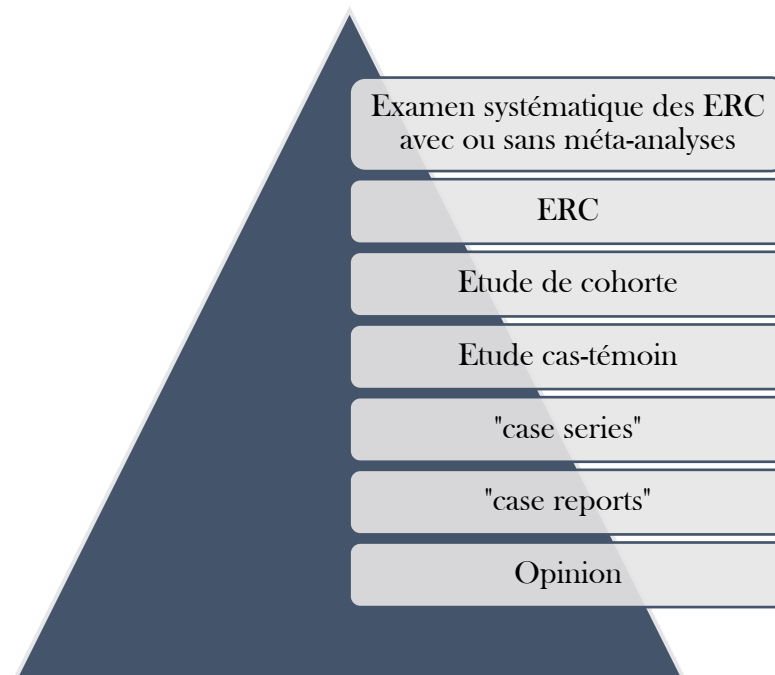 Examen systématique des ERC
avec ou sans méta-analyses
ERC
Etude de cohorte
Etude cas-témoin
"case series"
"case reports"
Opinion